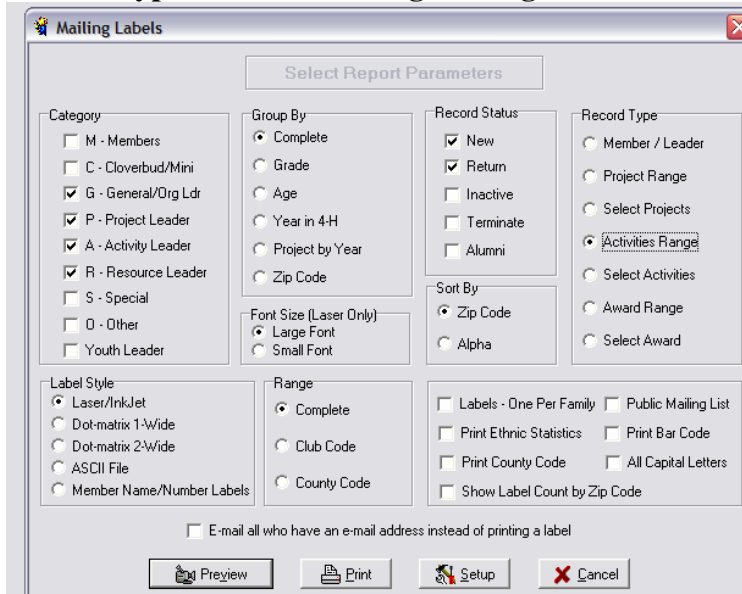 Mailing Labels
Select Report Parameters
Category
M - Members
C - Cloverbud/Mini
G - General/Org Ldr
P - Project Leader
A - Activity Leader
R - Resource Leader
S - Special
O - Other
Youth Leader
Group By
Complete
Grade
Age
Year in 4-H
Project by Year
Zip Code
Font Size (Laser Only)
Large Font
Small Font
Record Status
New
Return
Inactive
Terminate
Alumni
Sort By
Zip Code
Alpha
Record Type
Member / Leader
Project Range
Select Projects
Activities Range
Select Activities
Award Range
Select Award
Label Style
Laser/InkJet
Dot-matrix 1-Wide
Dot-matrix 2-Wide
ASCII File
Member Name/Number Labels
Range
Complete
Club Code
County Code
Labels - One Per Family
Public Mailing List
Print Ethnic Statistics
Print Bar Code
Print County Code
All Capital Letters
Show Label Count by Zip Code
E-mail all who have an e-mail address instead of printing a label
Preview
Print
Setup
Cancel